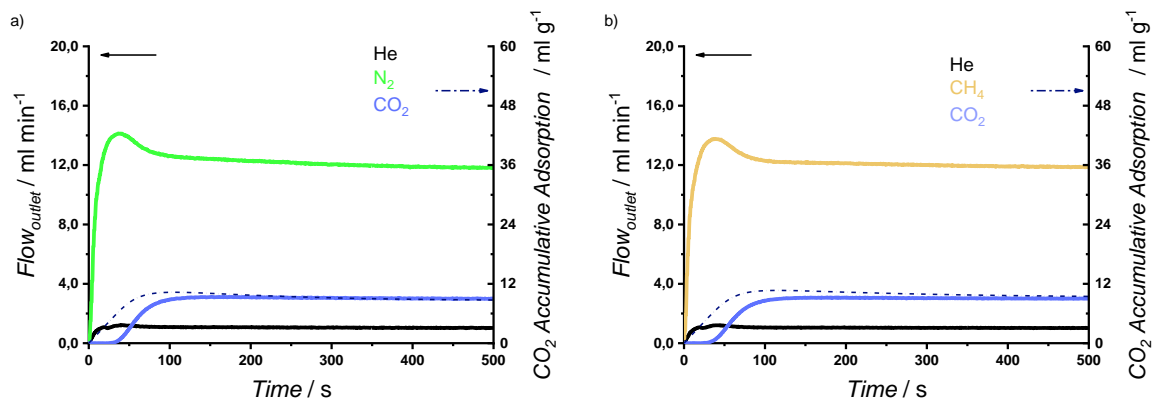 a)
Flow_outlet / ml min⁻¹
20,0
16,0
12,0
8,0
4,0
0,0
He
N₂
CO₂
60
48
36
24
12
0
CO₂ Accumulative Adsorption / ml g⁻¹
0
100
200
300
400
500
Time / s
b)
Flow_outlet / ml min⁻¹
20,0
16,0
12,0
8,0
4,0
0,0
He
CH₄
CO₂
60
48
36
24
12
0
CO₂ Accumulative Adsorption / ml g⁻¹
0
100
200
300
400
500
Time / s